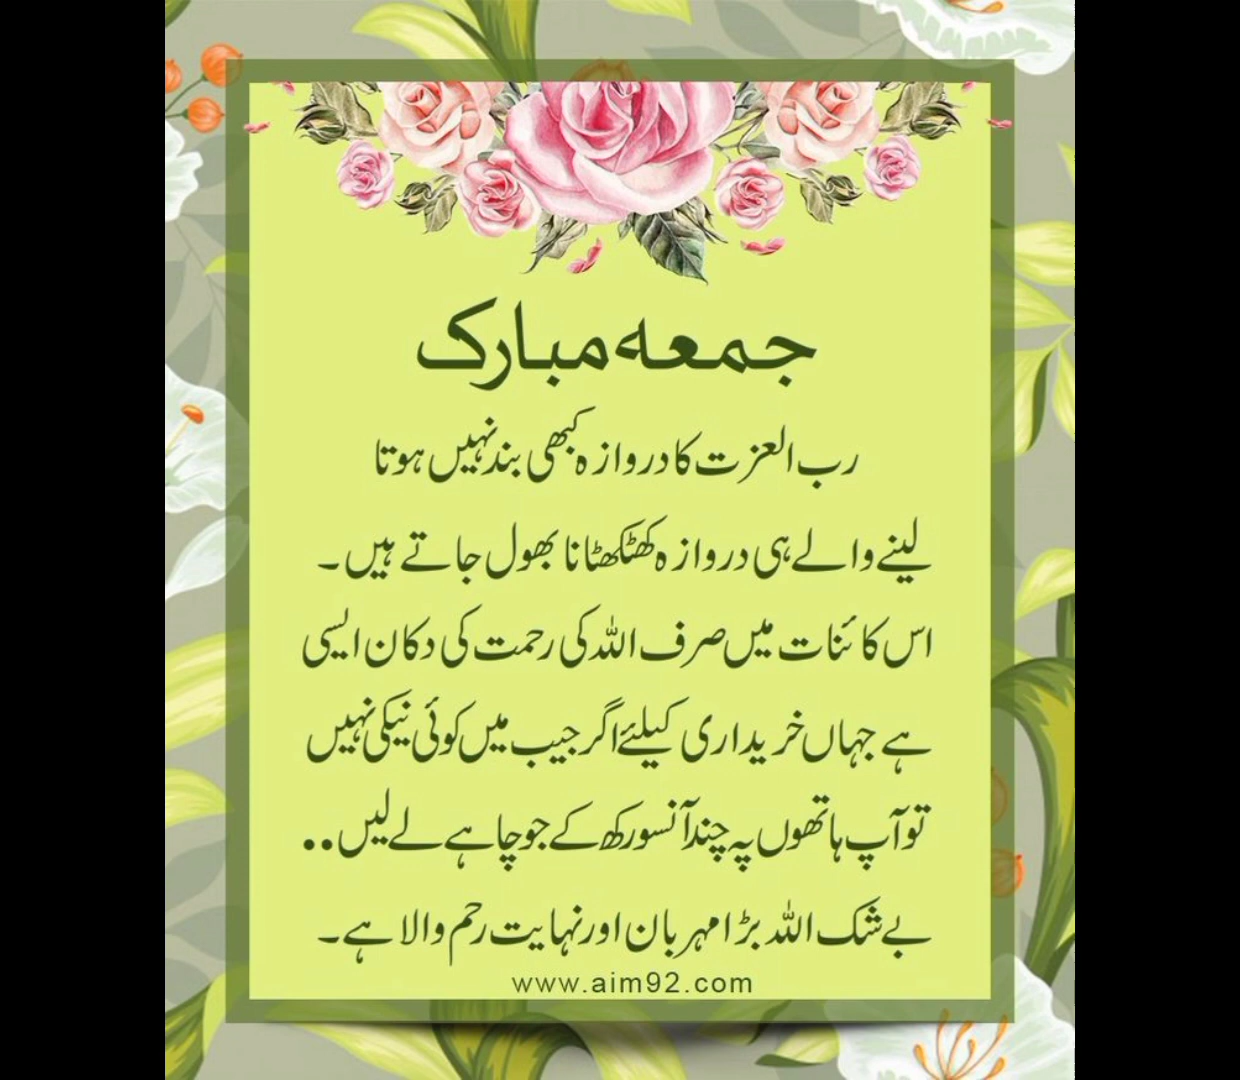 جمعہ مبارک
رب العزت کا دروازہ کبھی بند نہیں ہوتا
لینے والے ہی دروازہ کھٹکھٹانا بھول جاتے ہیں۔
اس کائنات میں صرف اللہ کی رحمت کی دکان ایسی
ہے جہاں خریداری کیلئے اگر جیب میں کوئی نیکی نہیں
تو آپ ہاتھوں پہ چند آنسو رکھ کے جو چاہے لے لیں..
بے شک اللہ بڑا مہربان اور نہایت رحم والا ہے۔
www.aim92.com